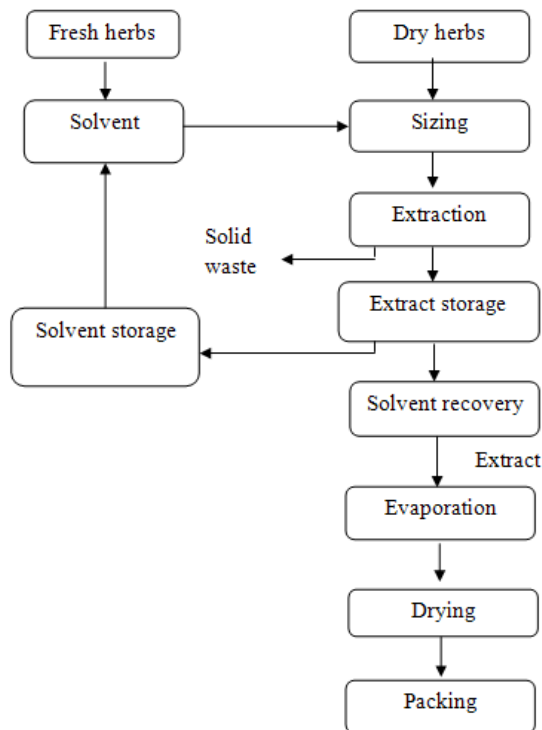 Fresh herbs
Dry herbs
Solvent
Sizing
Extraction
Solid
waste
Extract storage
Solvent storage
Solvent recovery
Extract
Evaporation
Drying
Packing